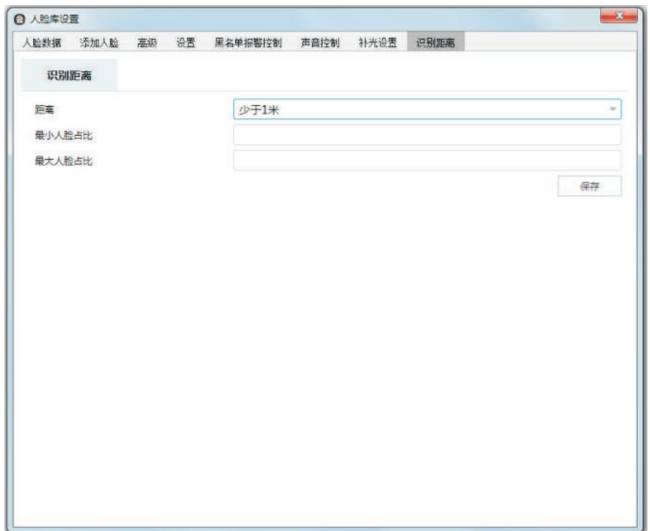 人脸库设置
人脸数据 添加人脸 高级 设置 黑名单报警控制 声音控制 补光设置 识别距离
识别距离
距离 少于1米
最小人脸占比
最大人脸占比
保存